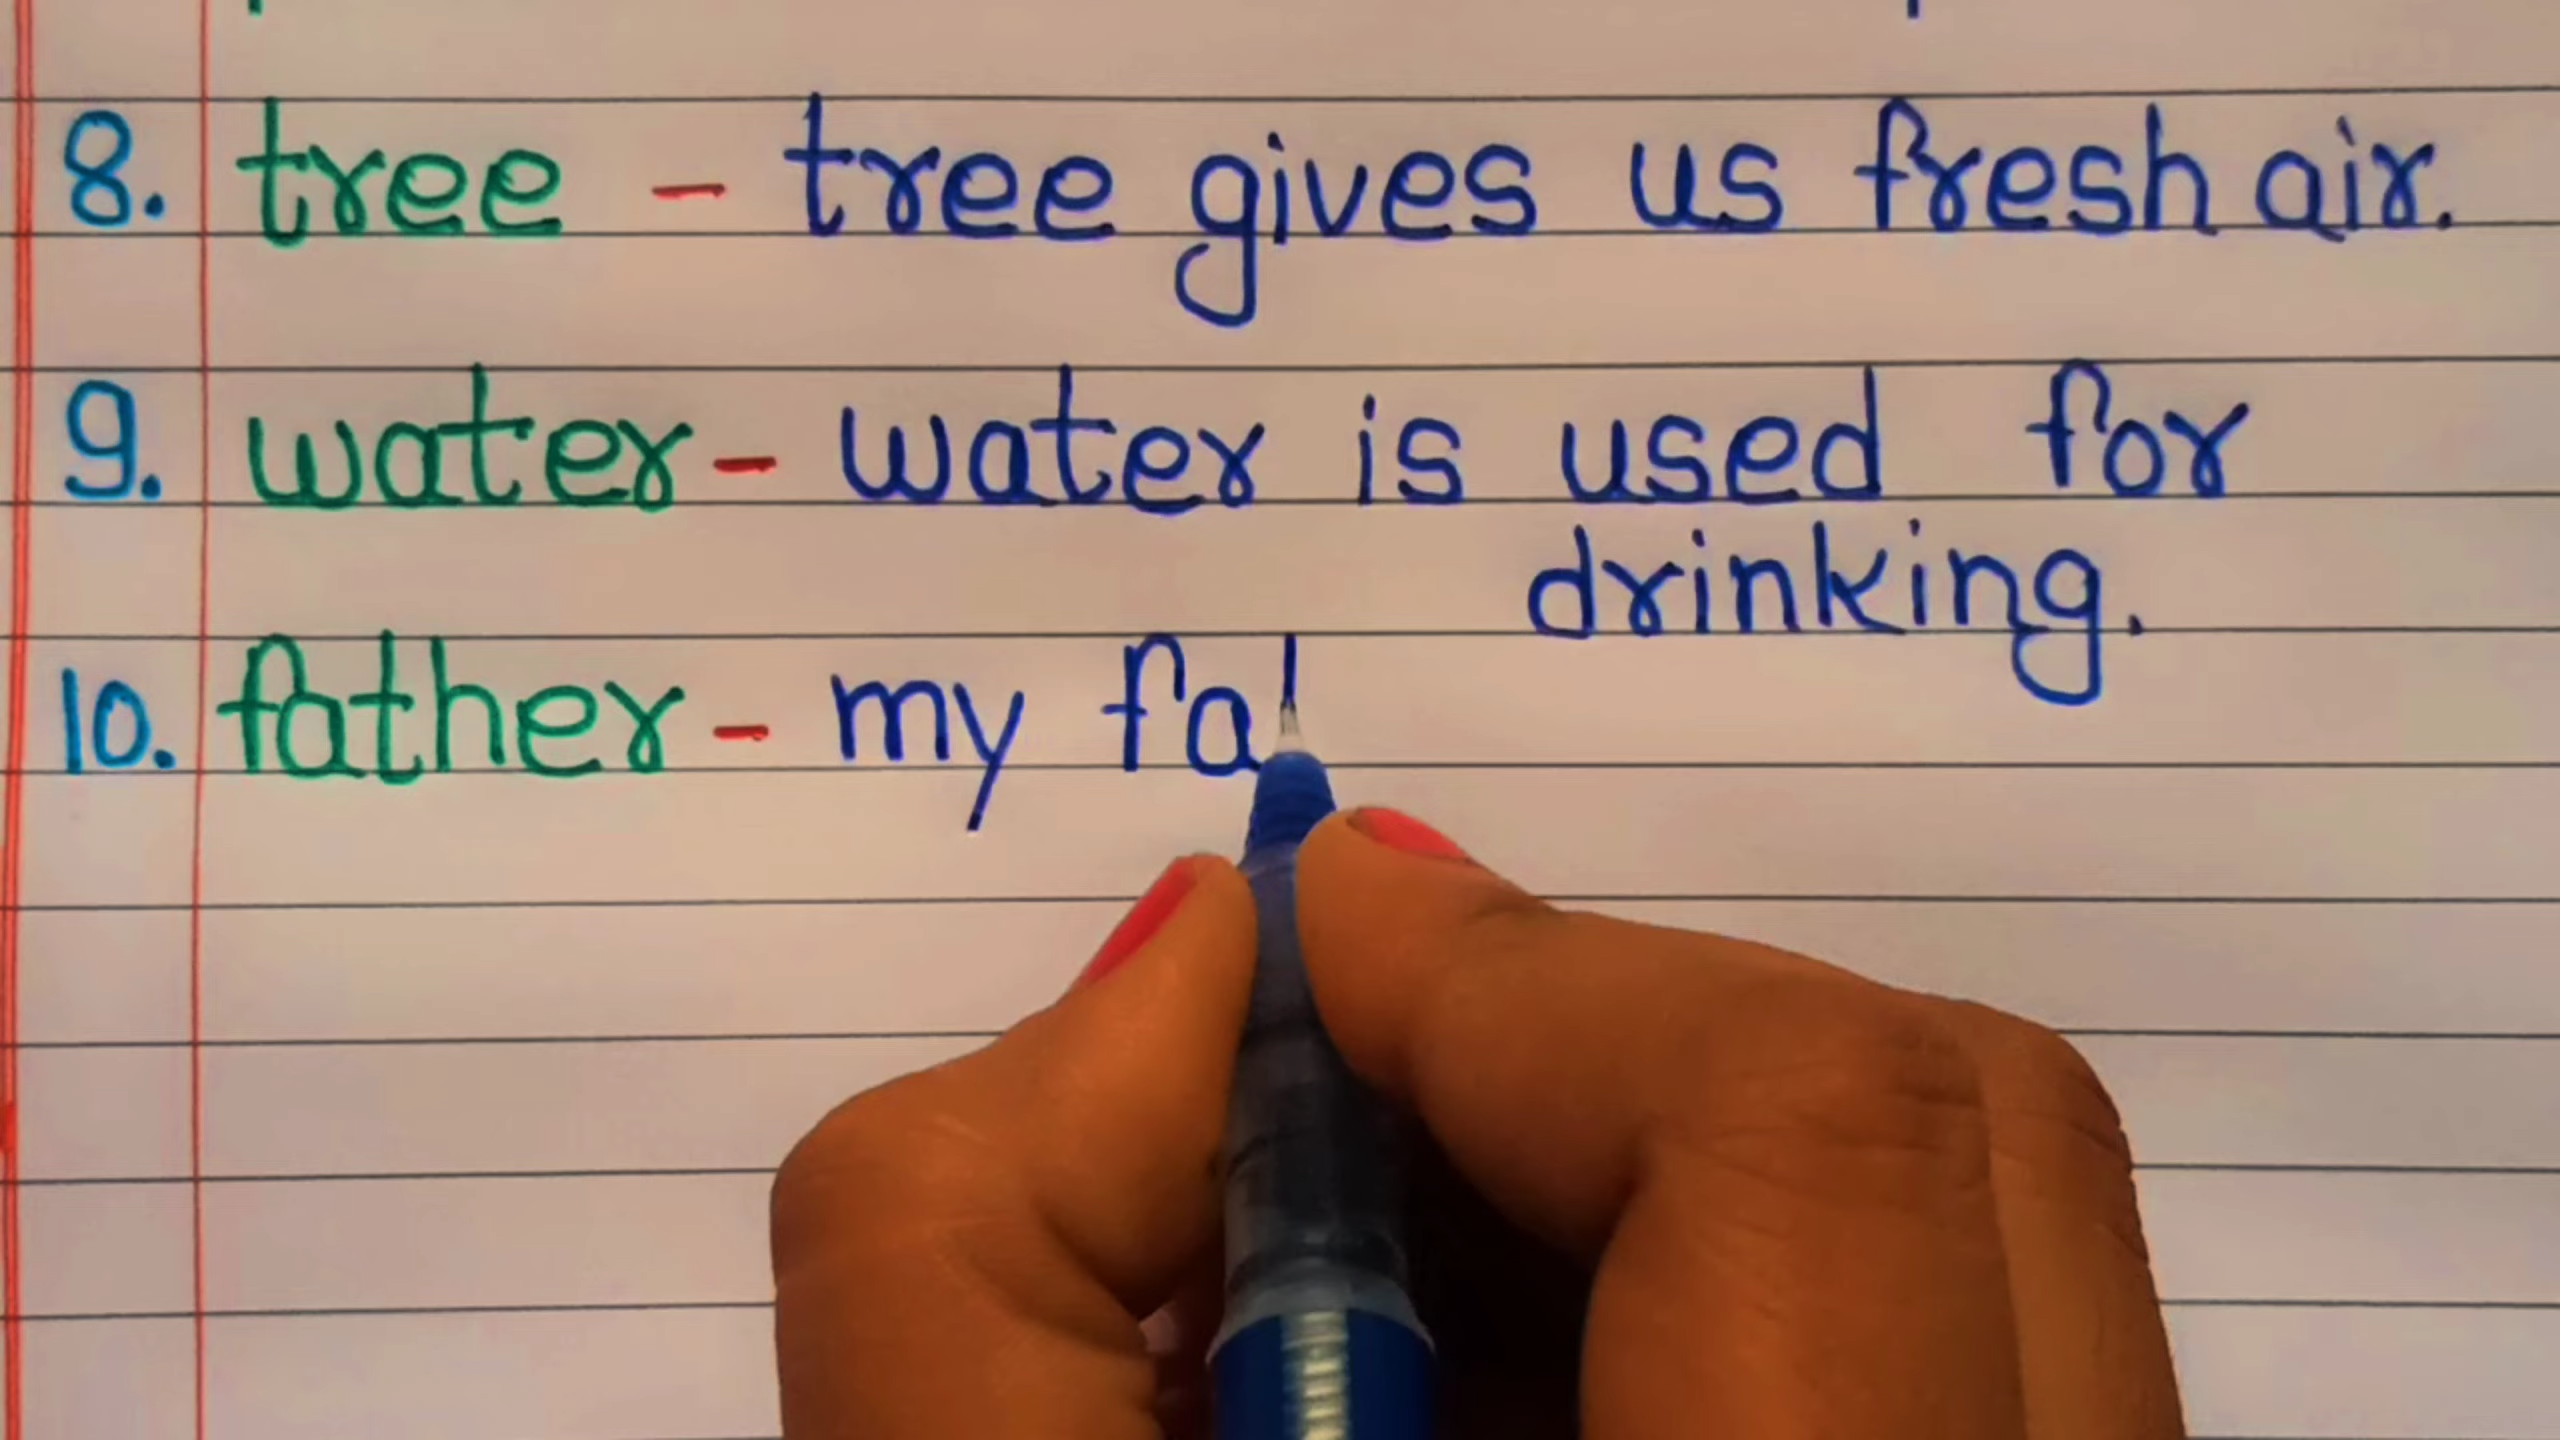 8. tree - tree gives us fresh air.
9. water - water is used for
drinking.
10. father - my fa